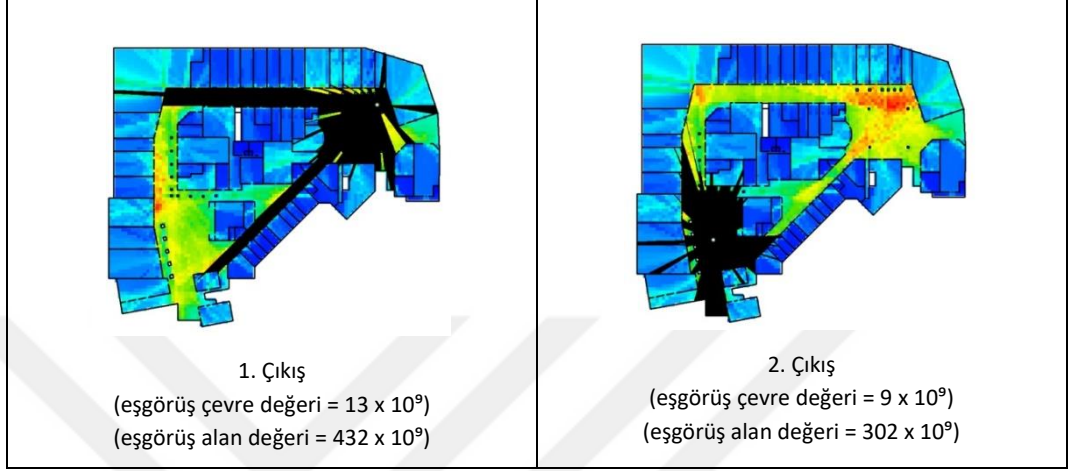 1. Çıkış
(eşgörüş çevre değeri = 13 x 10⁹)
(eşgörüş alan değeri = 432 x 10⁹)
2. Çıkış
(eşgörüş çevre değeri = 9 x 10⁹)
(eşgörüş alan değeri = 302 x 10⁹)